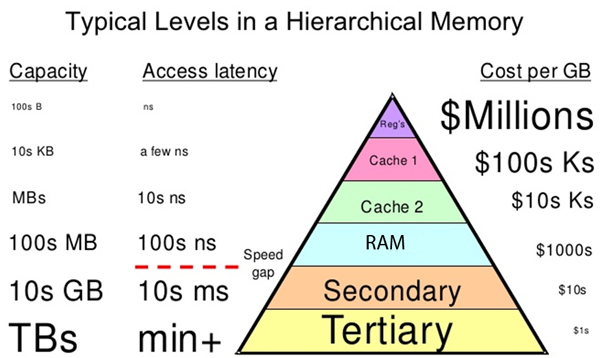 Typical Levels in a Hierarchical Memory
Capacity Access latency Cost per GB
100s B ns Reg's $Millions
10s KB a few ns Cache 1 $100s Ks
MBs 10s ns Cache 2 $10s Ks
100s MB 100s ns RAM $1000s
Speed
gap
10s GB 10s ms Secondary $10s
TBs min+ Tertiary $1s